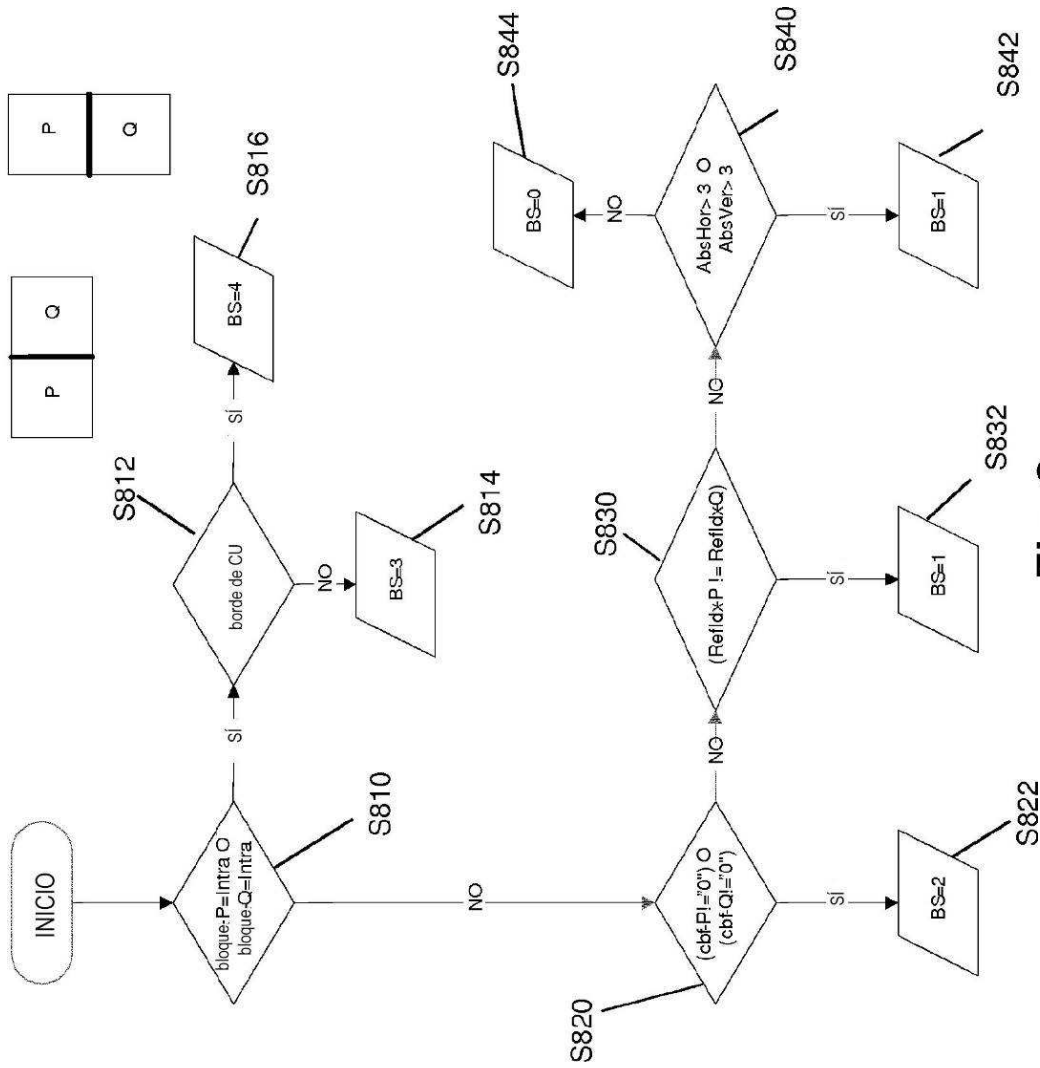 INICIO
P
Q
P
Q
bloque-P=Intra O
bloque-Q=Intra
S810
SÍ
borde de CU
S812
SÍ
BS=4
S816
NO
BS=3
S814
NO
(cbf-P!="0") O
(cbf-Q!="0")
S820
SÍ
BS=2
S822
NO
(RefIdx-P != RefIdx-Q)
S830
SÍ
BS=1
S832
NO
AbsHor> 3 O
AbsVer> 3
S840
NO
BS=0
S844
SÍ
BS=1
S842